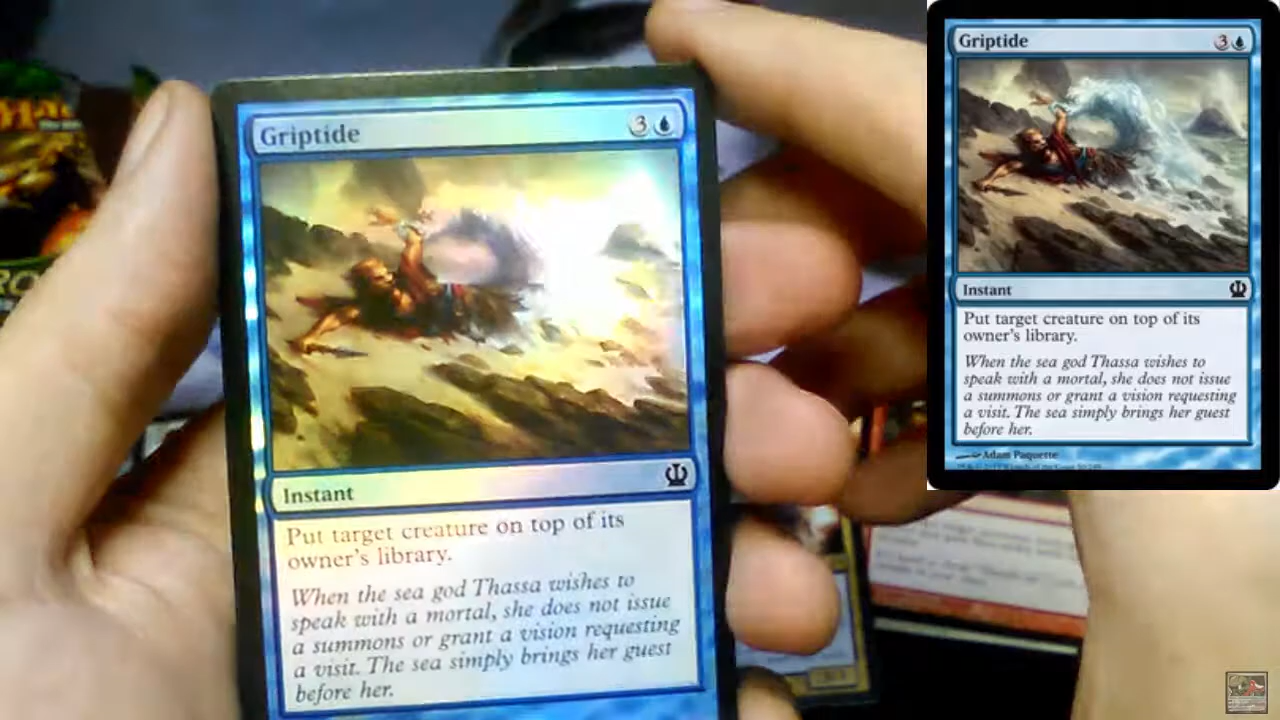 Griptide
3
Instant
Put target creature on top of its
owner's library.
When the sea god Thassa wishes to
speak with a mortal, she does not issue
a summons or grant a vision requesting
a visit. The sea simply brings her guest
before her.
Griptide
3
Instant
Put target creature on top of its
owner's library.
When the sea god Thassa wishes to
speak with a mortal, she does not issue
a summons or grant a vision requesting
a visit. The sea simply brings her guest
before her.
Adam Paquette